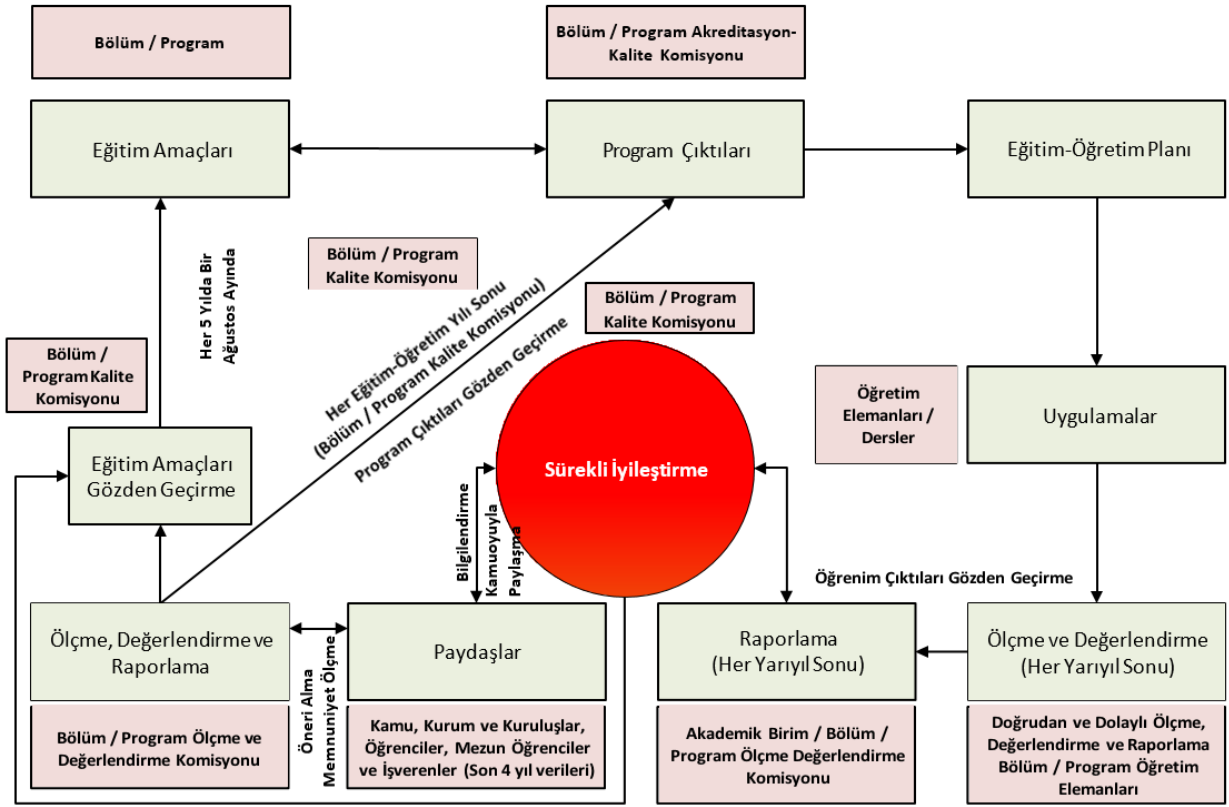 Bölüm / Program
Bölüm / Program Akreditasyon-
Kalite Komisyonu
Eğitim Amaçları
Program Çıktıları
Eğitim-Öğretim Planı
Her 5 Yılda Bir
Ağustos Ayında
Bölüm / Program
Kalite Komisyonu
Her Eğitim-Öğretim Yılı Sonu
(Bölüm / Program Kalite Komisyonu)
Program Çıktıları Gözden Geçirme
Bölüm / Program
Kalite Komisyonu
Bölüm /
Program Kalite
Komisyonu
Öğretim
Elemanları /
Dersler
Uygulamalar
Eğitim Amaçları
Gözden Geçirme
Sürekli İyileştirme
Bilgilendirme
Kamuoyuyla
Paylaşma
Öğrenim Çıktıları Gözden Geçirme
Ölçme, Değerlendirme ve
Raporlama
Öneri Alma
Memnuniyet Ölçme
Paydaşlar
Raporlama
(Her Yarıyıl Sonu)
Ölçme ve Değerlendirme
(Her Yarıyıl Sonu)
Bölüm / Program Ölçme ve
Değerlendirme Komisyonu
Kamu, Kurum ve Kuruluşlar,
Öğrenciler, Mezun Öğrenciler
ve İşverenler (Son 4 yıl verileri)
Akademik Birim / Bölüm /
Program Ölçme Değerlendirme
Komisyonu
Doğrudan ve Dolaylı Ölçme,
Değerlendirme ve Raporlama
Bölüm / Program Öğretim
Elemanları